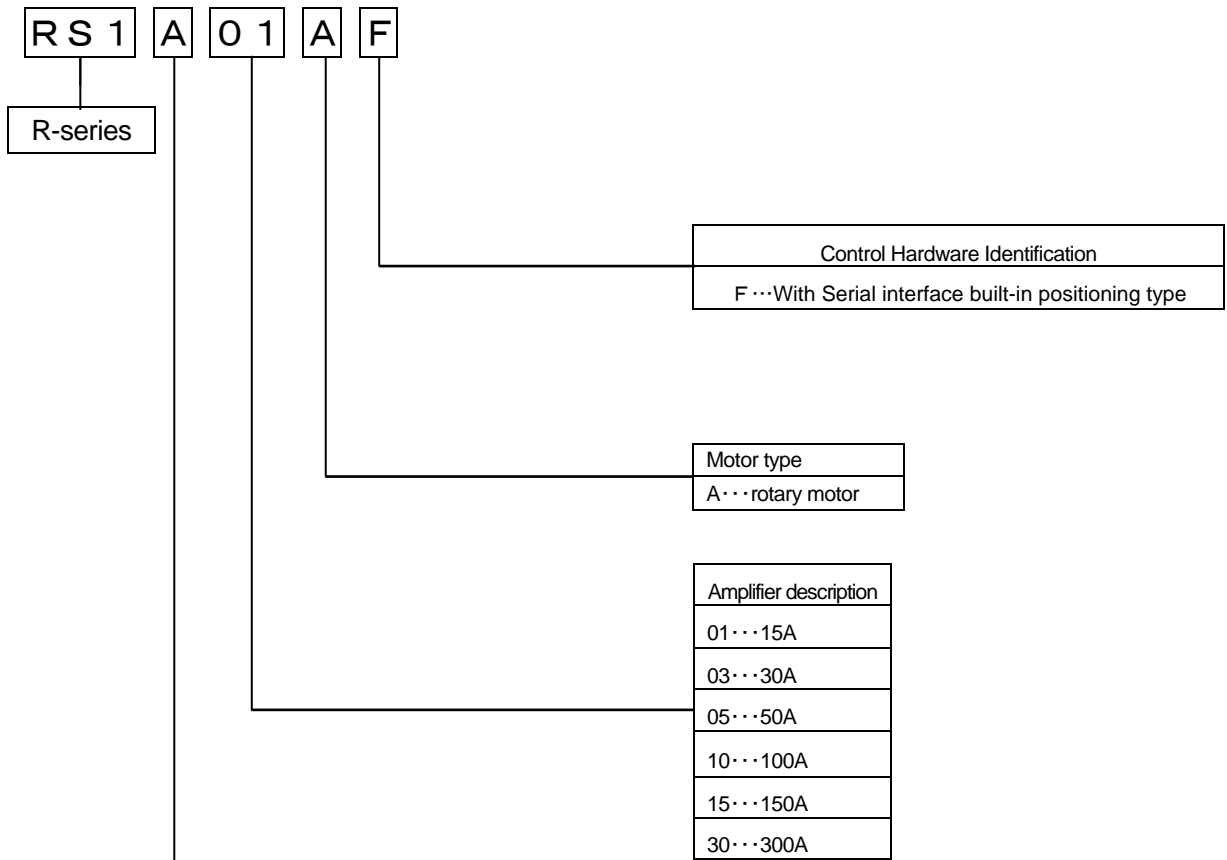 ＲＳ１ Ａ ０１ Ａ Ｆ
R-series
Control Hardware Identification
Ｆ…With Serial interface built-in positioning type
Motor type
A･･･rotary motor
Amplifier description
01･･･15A
03･･･30A
05･･･50A
10･･･100A
15･･･150A
30･･･300A